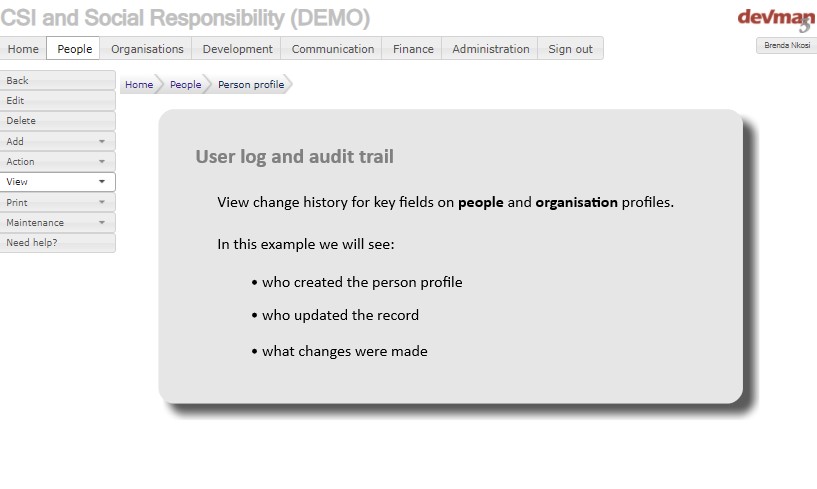 CSI and Social Responsibility (DEMO)
devman
3
Home People Organisations Development Communication Finance Administration Sign out
Brenda Nkosi
Back
Edit
Delete
Add
Action
View
Print
Maintenance
Need help?
Home People Person profile
User log and audit trail
View change history for key fields on people and organisation profiles.
In this example we will see:
• who created the person profile
• who updated the record
• what changes were made